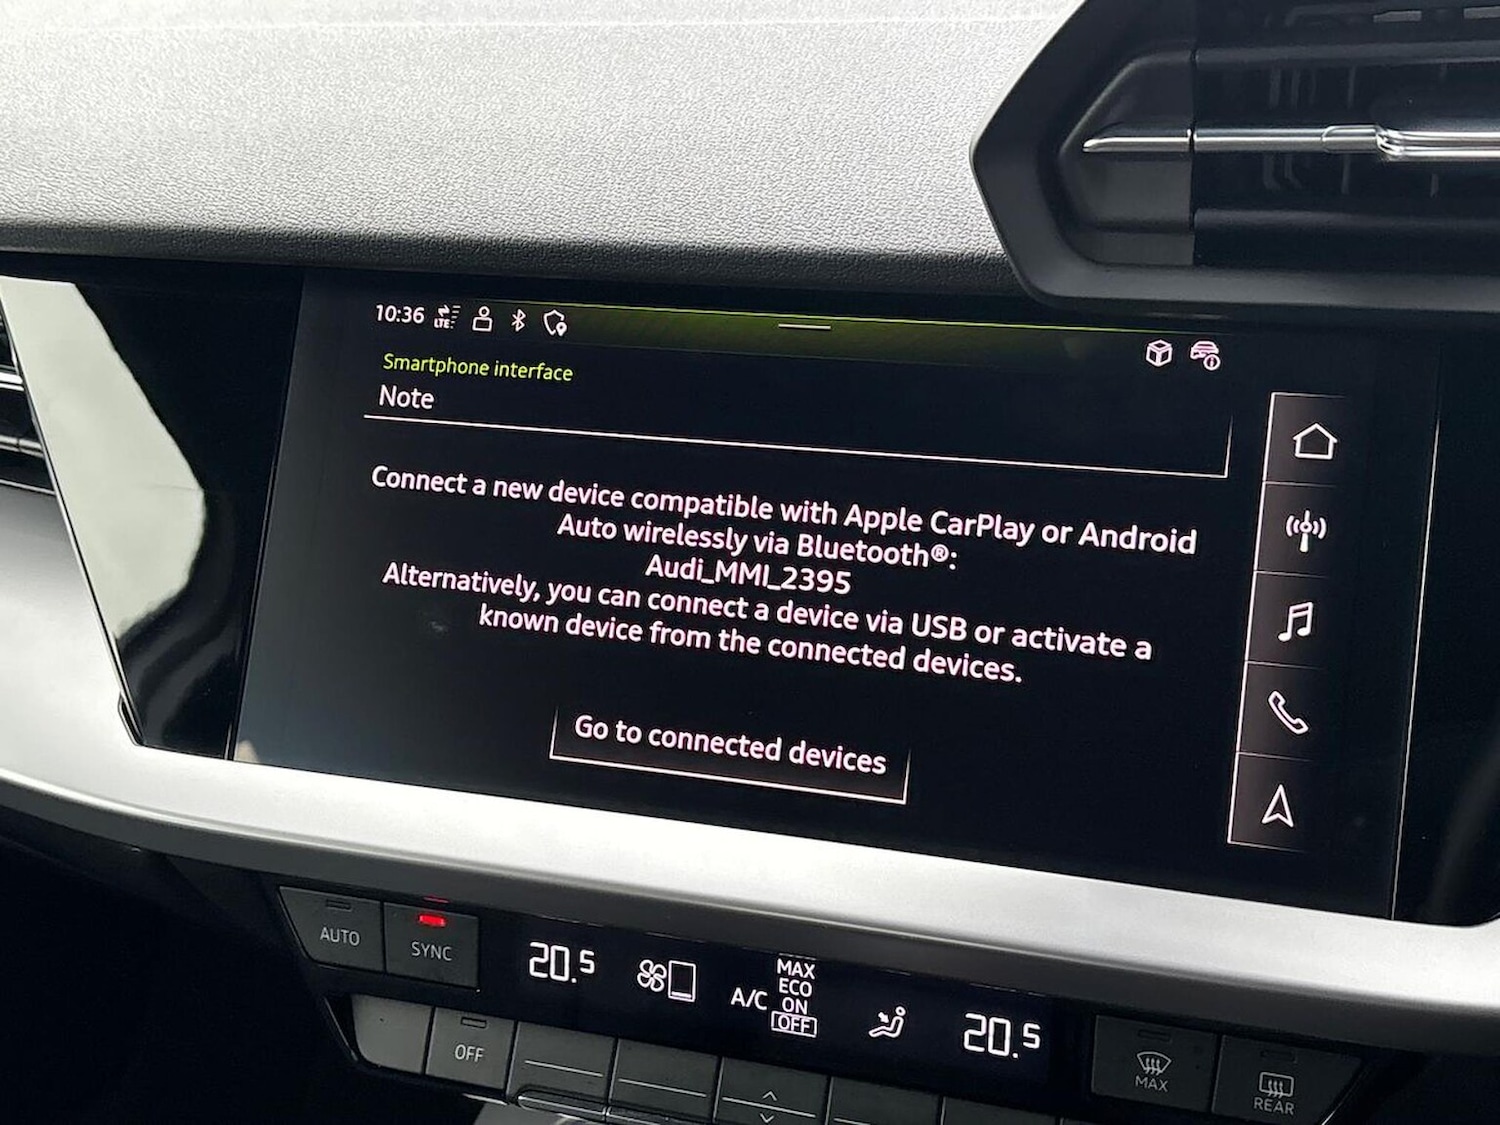 10:36 LTE
Smartphone interface
Note
Connect a new device compatible with Apple CarPlay or Android
Auto wirelessly via Bluetooth®:
Audi_MMI_2395
Alternatively, you can connect a device via USB or activate a
known device from the connected devices.
Go to connected devices
AUTO
SYNC
20.5
A/C
MAX
ECO
ON
OFF
20.5
OFF
MAX
REAR